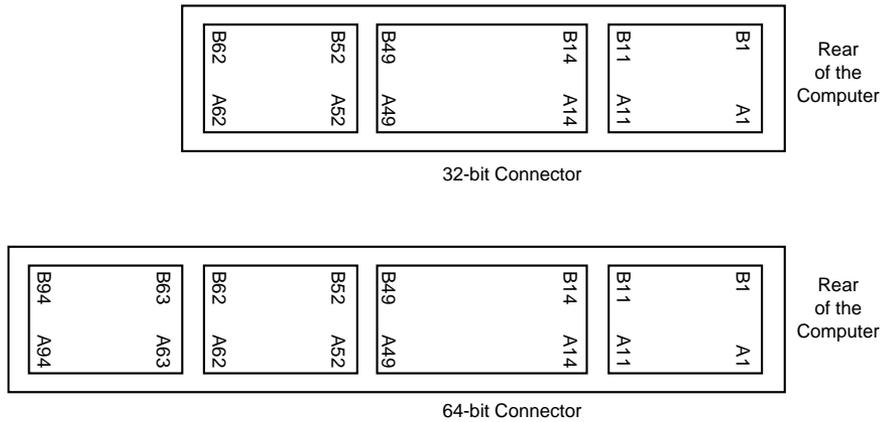 B62 B52 B49 B14 B11 B1
A62 A52 A49 A14 A11 A1
Rear
of the
Computer
32-bit Connector
B94 B63 B62 B52 B49 B14 B11 B1
A94 A63 A62 A52 A49 A14 A11 A1
Rear
of the
Computer
64-bit Connector